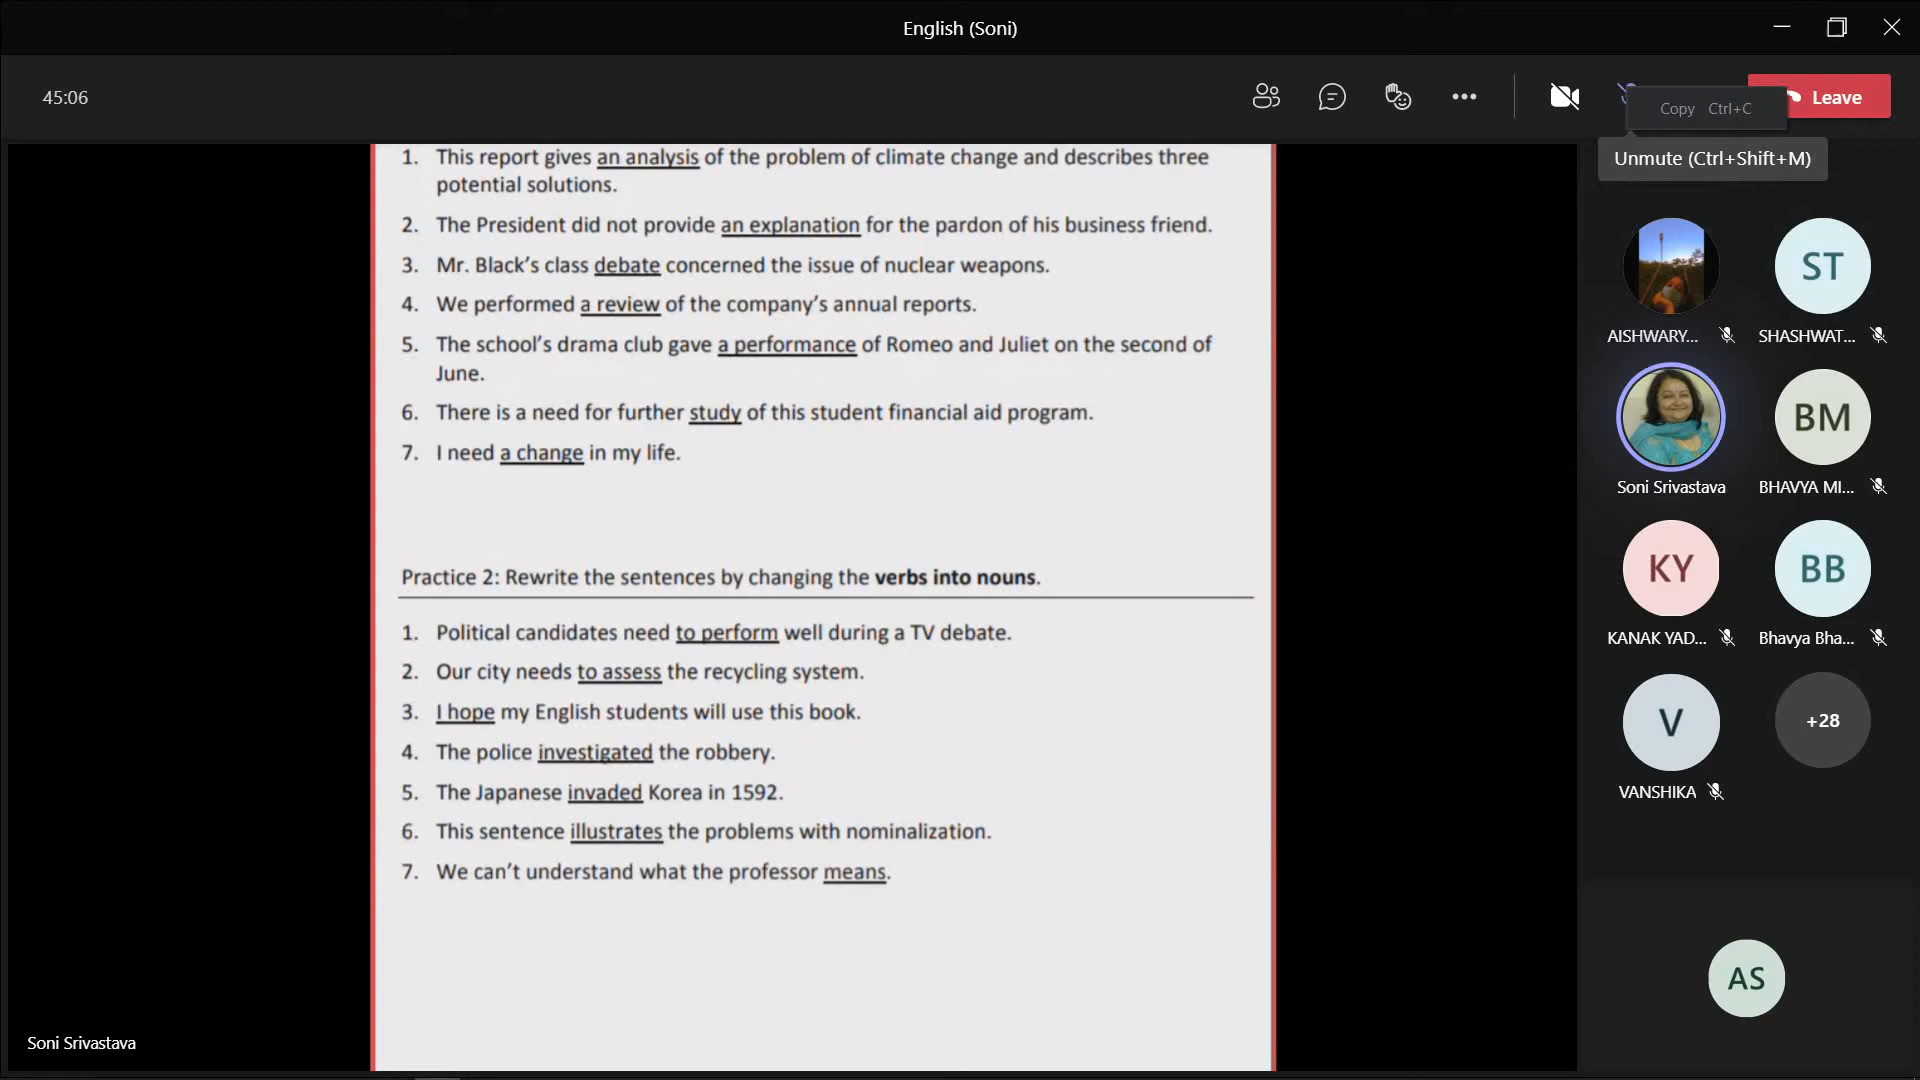 English (Soni)
45:06
Copy Ctrl+C
Leave
Unmute (Ctrl+Shift+M)
1. This report gives an analysis of the problem of climate change and describes three
potential solutions.
2. The President did not provide an explanation for the pardon of his business friend.
3. Mr. Black’s class debate concerned the issue of nuclear weapons.
4. We performed a review of the company’s annual reports.
5. The school’s drama club gave a performance of Romeo and Juliet on the second of
June.
6. There is a need for further study of this student financial aid program.
7. I need a change in my life.
Practice 2: Rewrite the sentences by changing the verbs into nouns.
1. Political candidates need to perform well during a TV debate.
2. Our city needs to assess the recycling system.
3. I hope my English students will use this book.
4. The police investigated the robbery.
5. The Japanese invaded Korea in 1592.
6. This sentence illustrates the problems with nominalization.
7. We can’t understand what the professor means.
Soni Srivastava
ST
AISHWARY... SHASHWAT...
BM
Soni Srivastava BHAVYA MI...
KY BB
KANAK YAD... Bhavya Bha...
V +28
VANSHIKA
AS